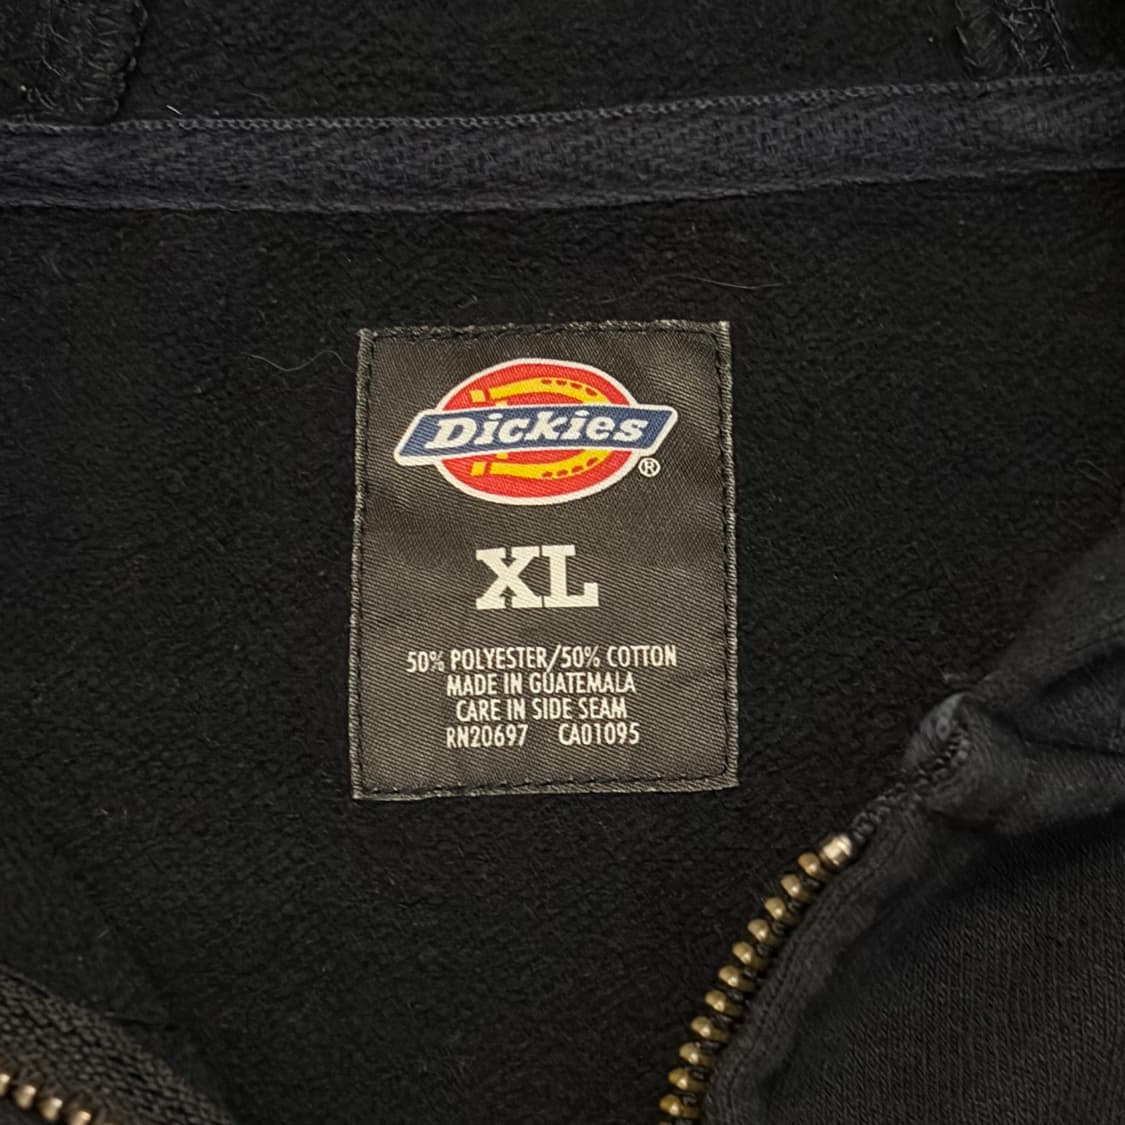 Dickies®
XL
50% POLYESTER/50% COTTON
MADE IN GUATEMALA
CARE IN SIDE SEAM
RN20697 CA01095